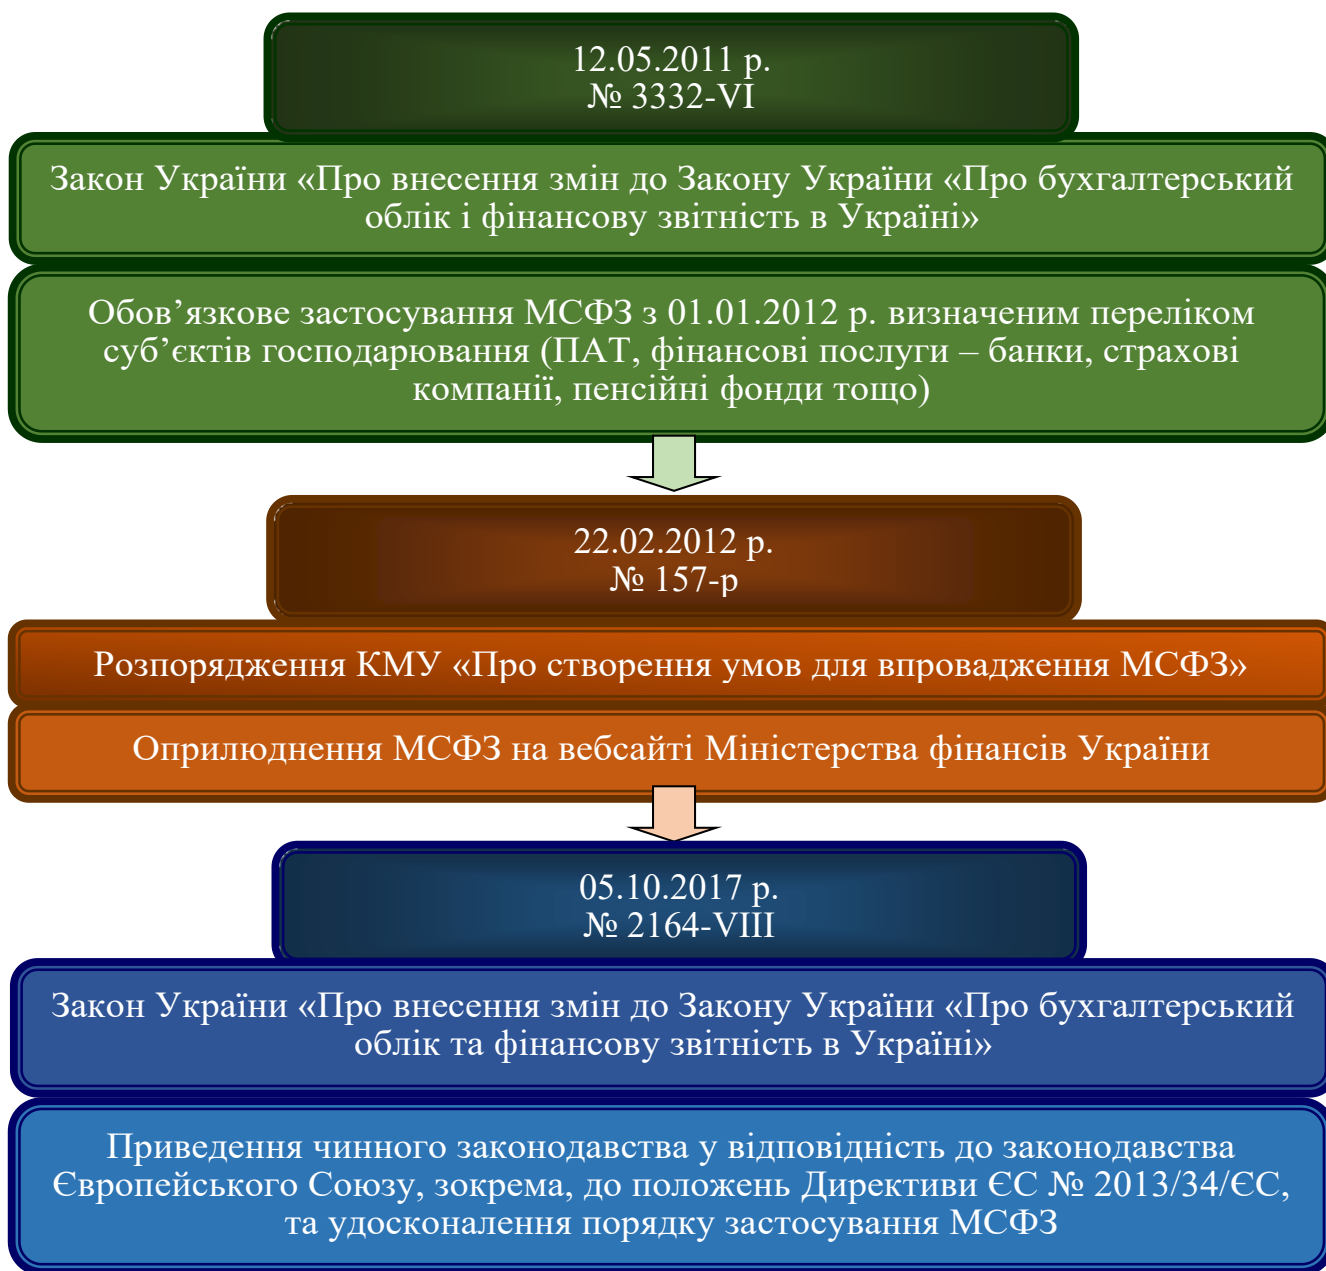 12.05.2011 р.
№ 3332-VI
Закон України «Про внесення змін до Закону України «Про бухгалтерський
облік і фінансову звітність в Україні»
Обов’язкове застосування МСФЗ з 01.01.2012 р. визначеним переліком
суб’єктів господарювання (ПАТ, фінансові послуги – банки, страхові
компанії, пенсійні фонди тощо)
22.02.2012 р.
№ 157-р
Розпорядження КМУ «Про створення умов для впровадження МСФЗ»
Оприлюднення МСФЗ на вебсайті Міністерства фінансів України
05.10.2017 р.
№ 2164-VIII
Закон України «Про внесення змін до Закону України «Про бухгалтерський
облік та фінансову звітність в Україні»
Приведення чинного законодавства у відповідність до законодавства
Європейського Союзу, зокрема, до положень Директиви ЄС № 2013/34/ЄС,
та удосконалення порядку застосування МСФЗ